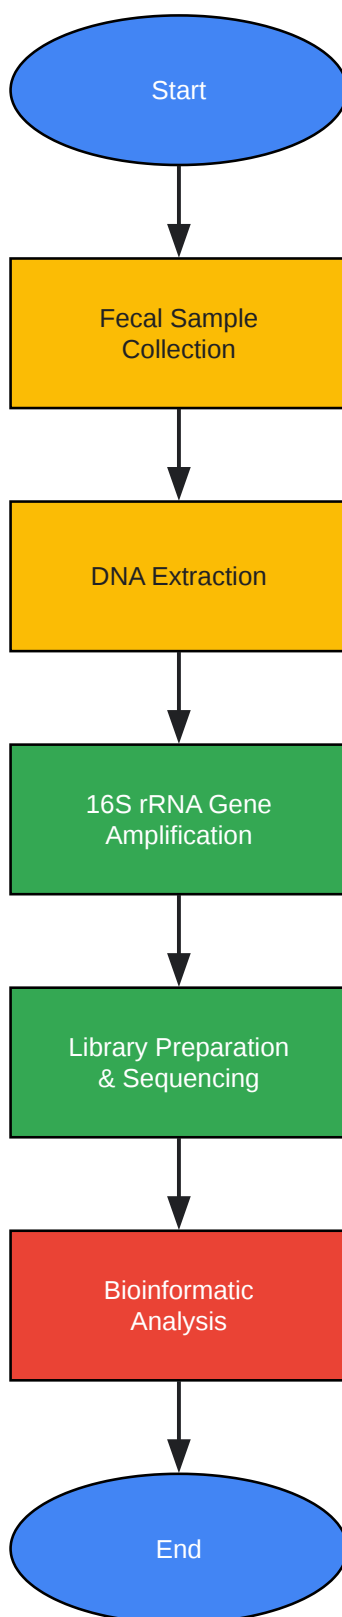 Start
Fecal Sample
Collection
DNA Extraction
16S rRNA Gene
Amplification
Library Preparation
& Sequencing
Bioinformatic
Analysis
End